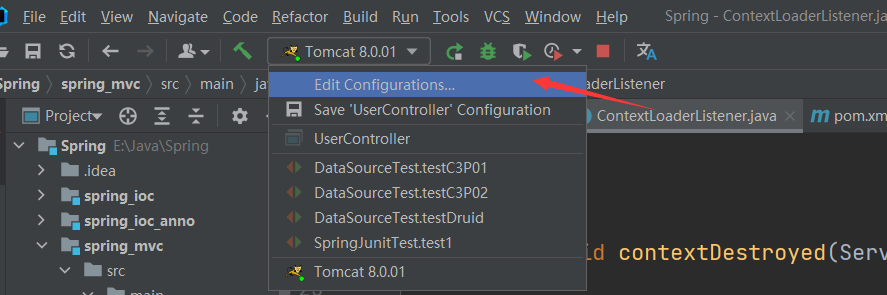 File Edit View Navigate Code Refactor Build Run Tools VCS Window Help Spring - ContextLoaderListener.java
Tomcat 8.0.01
Spring spring_mvc src main
Edit Configurations...
Save 'UserController' Configuration
Project
ContextLoaderListener.java
pom.xm
UserController
Spring E:\Java\Spring
.idea
DataSourceTest.testC3P01
spring_ioc
DataSourceTest.testC3P02
spring_ioc_anno
DataSourceTest.testDruid
spring_mvc
SpringJunitTest.test1
id contextDestroyed(Serv
src
Tomcat 8.0.01
main